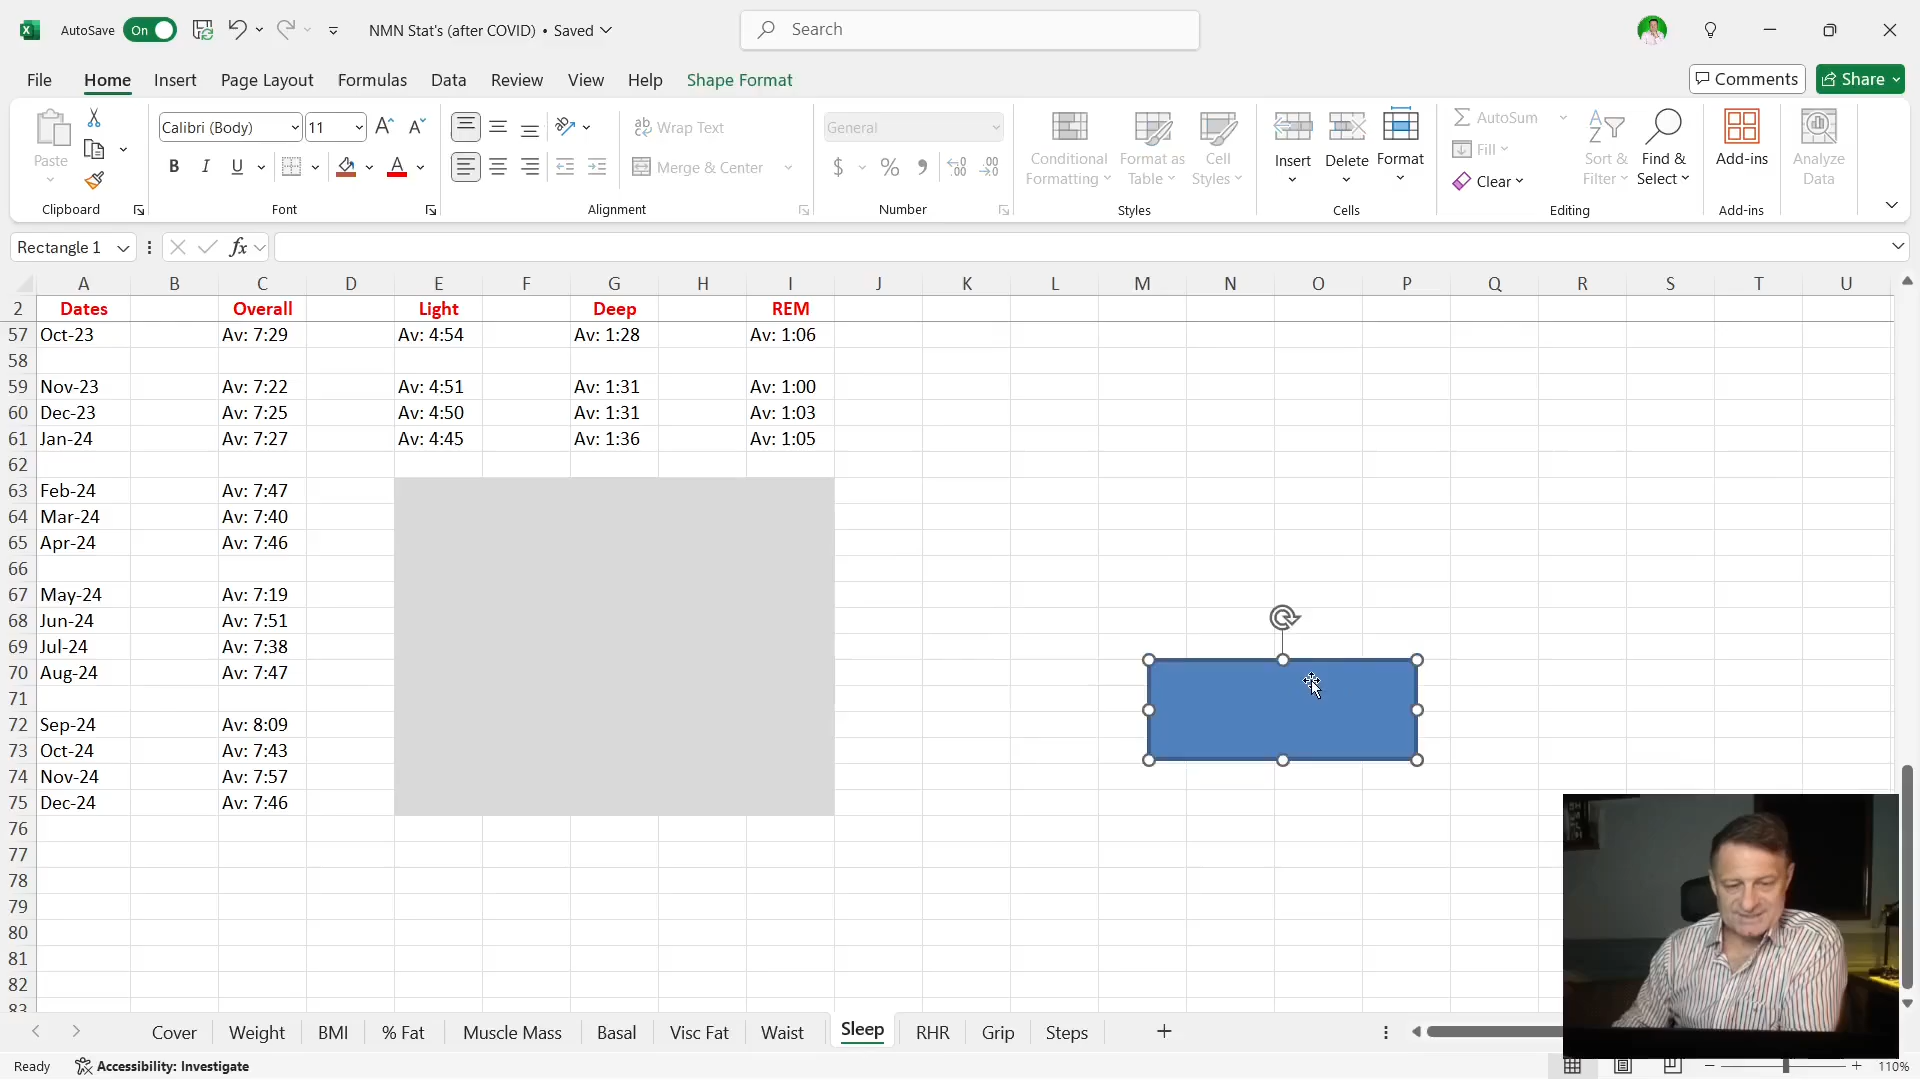 AutoSave On NMN Stat's (after COVID) • Saved Search
File Home Insert Page Layout Formulas Data Review View Help Shape Format Comments Share
Calibri (Body) 11 Wrap Text General AutoSum
Paste Conditional Format as Cell Insert Delete Format Fill Sort & Find & Add-ins Analyze
B I U Merge & Center $ % Formatting Table Styles Clear Filter Select Data
Clipboard Font Alignment Number Styles Cells Editing Add-ins
Rectangle 1 fx
A B C D E F G H I J K L M N O P Q R S T U
2 Dates Overall Light Deep REM
57 Oct-23 Av: 7:29 Av: 4:54 Av: 1:28 Av: 1:06
58
59 Nov-23 Av: 7:22 Av: 4:51 Av: 1:31 Av: 1:00
60 Dec-23 Av: 7:25 Av: 4:50 Av: 1:31 Av: 1:03
61 Jan-24 Av: 7:27 Av: 4:45 Av: 1:36 Av: 1:05
62
63 Feb-24 Av: 7:47
64 Mar-24 Av: 7:40
65 Apr-24 Av: 7:46
66
67 May-24 Av: 7:19
68 Jun-24 Av: 7:51
69 Jul-24 Av: 7:38
70 Aug-24 Av: 7:47
71
72 Sep-24 Av: 8:09
73 Oct-24 Av: 7:43
74 Nov-24 Av: 7:57
75 Dec-24 Av: 7:46
76
77
78
79
80
81
82
83
Cover Weight BMI % Fat Muscle Mass Basal Visc Fat Waist Sleep RHR Grip Steps
Ready Accessibility: Investigate 110%